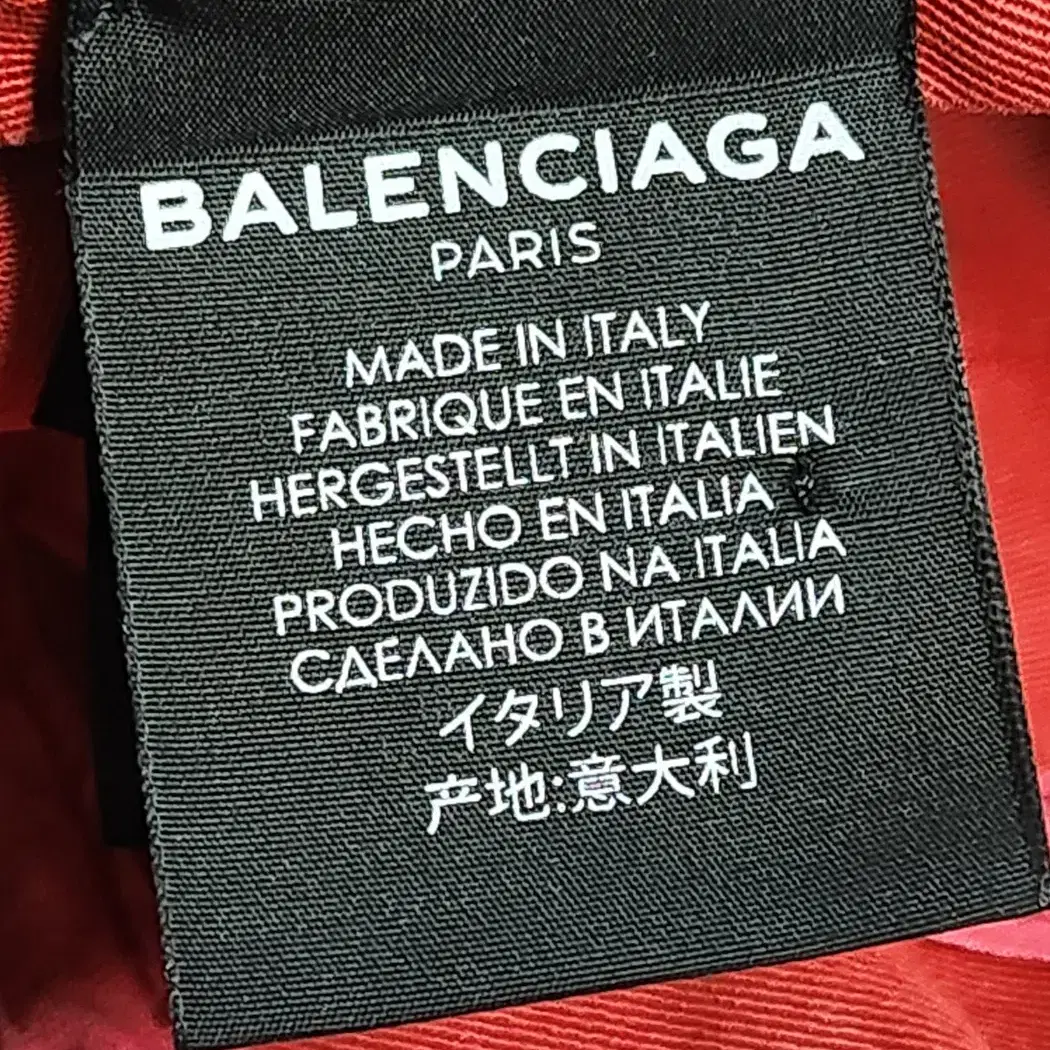 BALENCIAGA
PARIS
MADE IN ITALY
FABRIQUE EN ITALIE
HERGESTELLT IN ITALIEN
HECHO EN ITALIA
PRODUZIDO NA ITALIA
СДЕЛАНО В ИТАЛИИ
イタリア製
产地:意大利